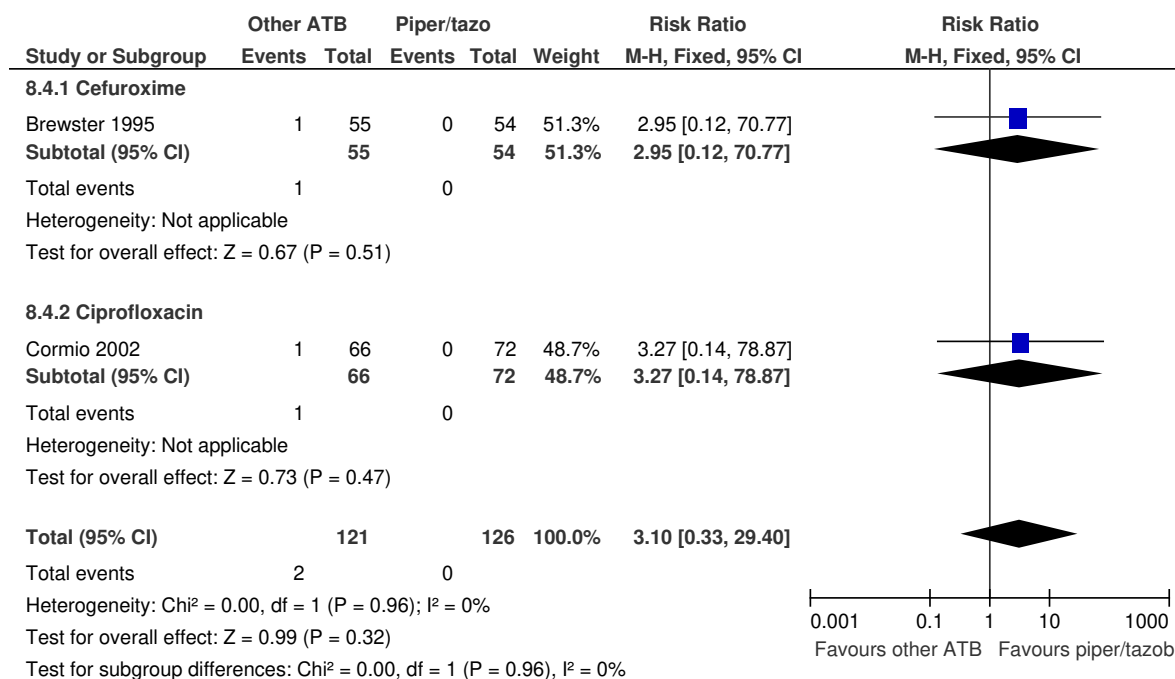 Other ATB Piper/tazo Risk Ratio Risk Ratio
Study or Subgroup Events Total Events Total Weight M-H, Fixed, 95% CI M-H, Fixed, 95% CI
8.4.1 Cefuroxime
Brewster 1995 1 55 0 54 51.3% 2.95 [0.12, 70.77]
Subtotal (95% CI) 55 54 51.3% 2.95 [0.12, 70.77]
Total events 1 0
Heterogeneity: Not applicable
Test for overall effect: Z = 0.67 (P = 0.51)
8.4.2 Ciprofloxacin
Cormio 2002 1 66 0 72 48.7% 3.27 [0.14, 78.87]
Subtotal (95% CI) 66 72 48.7% 3.27 [0.14, 78.87]
Total events 1 0
Heterogeneity: Not applicable
Test for overall effect: Z = 0.73 (P = 0.47)
Total (95% CI) 121 126 100.0% 3.10 [0.33, 29.40]
Total events 2 0
Heterogeneity: Chi² = 0.00, df = 1 (P = 0.96); I² = 0%
Test for overall effect: Z = 0.99 (P = 0.32)
Test for subgroup differences: Chi² = 0.00, df = 1 (P = 0.96), I² = 0%
0.001 0.1 1 10 1000
Favours other ATB Favours piper/tazob